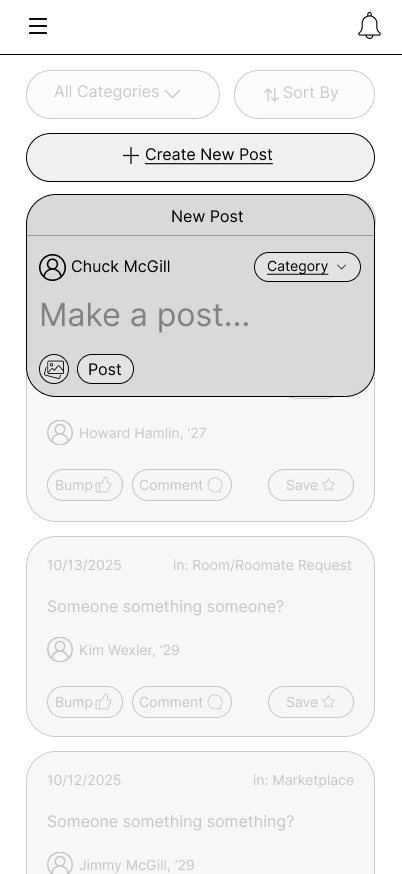 All Categories
Sort By
Create New Post
New Post
Chuck McGill
Category
Make a post...
Post
Howard Hamlin, ‘27
Bump
Comment
Save
10/13/2025 in: Room/Roomate Request
Someone something someone?
Kim Wexler, ‘29
Bump
Comment
Save
10/12/2025 in: Marketplace
Someone something something?
Jimmy McGill, ‘29